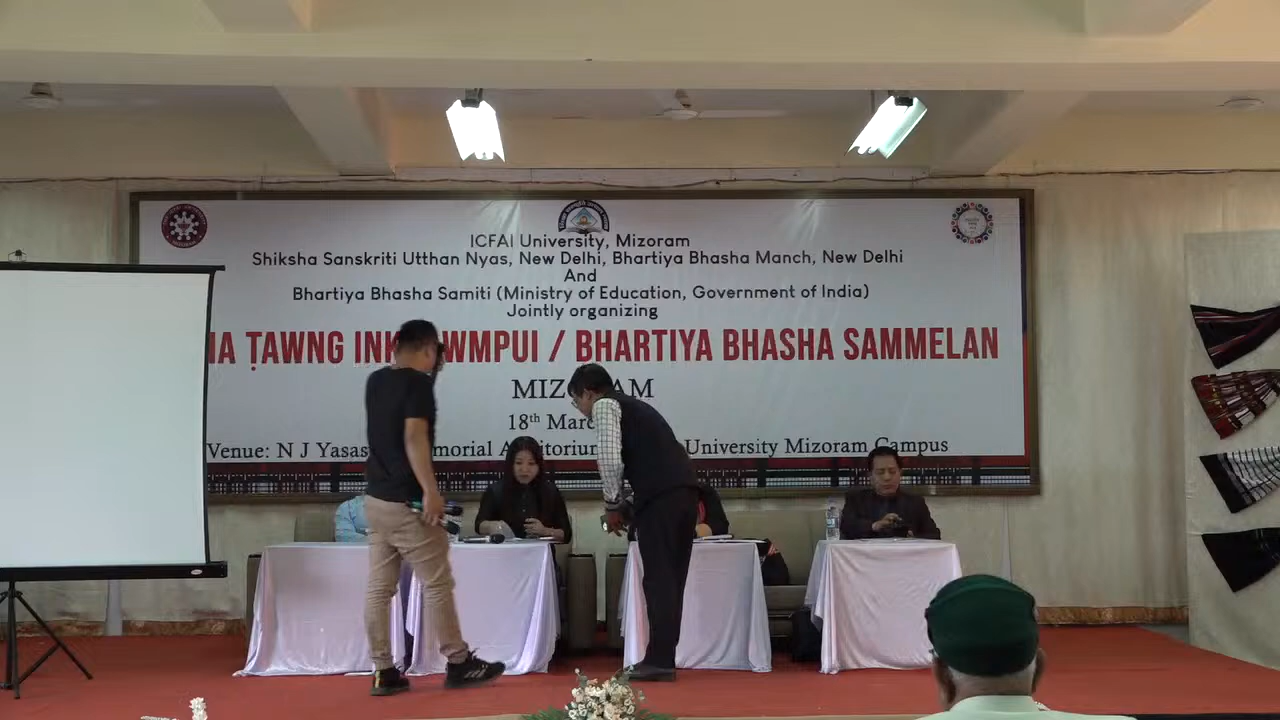 ICFAI University, Mizoram
Shiksha Sanskriti Utthan Nyas, New Delhi, Bhartiya Bhasha Manch, New Delhi
And
Bhartiya Bhasha Samiti (Ministry of Education, Government of India)
Jointly organizing
ṬAWNG / BHARTIYA BHASHA SAMMELAN
18th
Venue: N J University Mizoram Campus